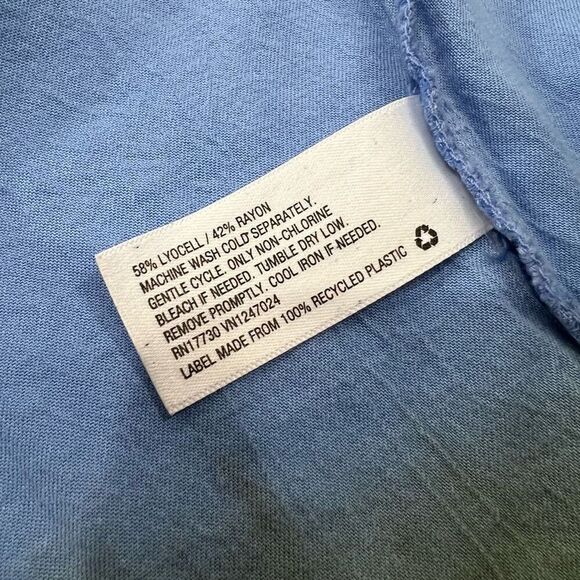 58% LYOCELL / 42% RAYON
MACHINE WASH COLD SEPARATELY.
GENTLE CYCLE. ONLY NON-CHLORINE
BLEACH IF NEEDED. TUMBLE DRY LOW.
REMOVE PROMPTLY. COOL IRON IF NEEDED.
RN17730 VN1247024
LABEL MADE FROM 100% RECYCLED PLASTIC